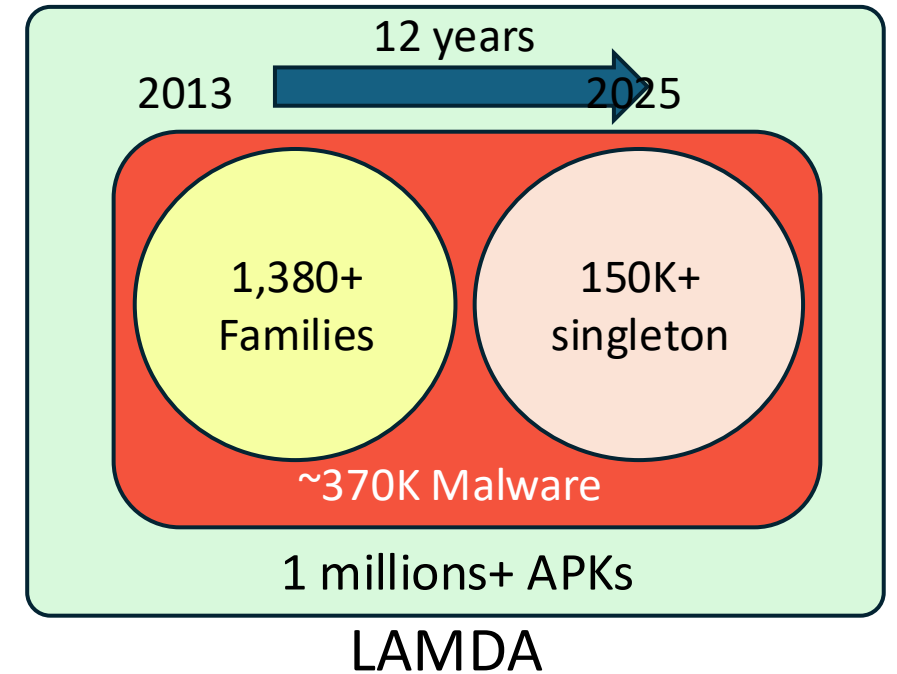 12 years
2013
2025
1,380+
Families
150K+
singleton
~370K Malware
1 millions+ APKs
LAMDA